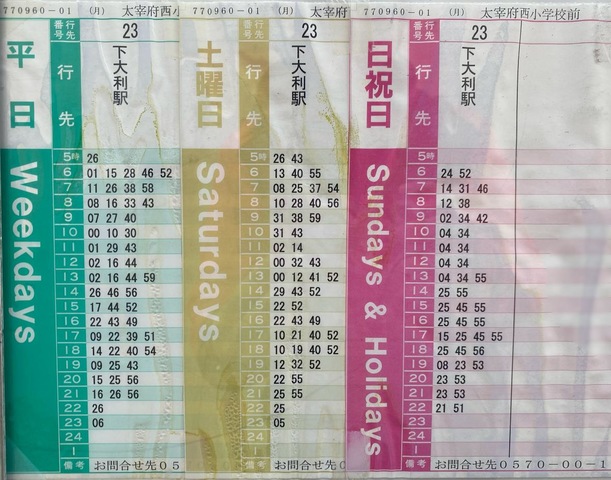 770960-01 (月) 太宰府西小
平日
Weekdays
行先番号 23
行先 下大利駅
5時 26
6 01 15 28 46 52
7 11 26 38 58
8 08 16 33 43
9 07 27 40
10 00 10 30
11 01 29 43
12 02 16 44
13 02 16 44 59
14 26 46 56
15 17 44 52
16 22 43 49
17 09 22 39 51
18 14 22 40 54
19 09 25 43
20 15 25 56
21 16 26 56
22 26
23 06
24
1
備考 お問合せ先05
770960-01 (月) 太宰府
土曜日
Saturdays
行先番号 23
行先 下大利駅
5時 26 43
6 13 40 55
7 08 25 37 54
8 10 28 40 56
9 31 38 59
10 31 43
11 02 14
12 00 32 43
13 00 12 41 52
14 29 43 52
15 22 52
16 22 43 49
17 10 21 40 52
18 10 19 40 52
19 12 32 52
20 22 55
21 25 55
22 25
23 05
24
1
備考 お問合せ先0
770960-01 (月) 太宰府西小学校前
日祝日
Sundays & Holidays
行先番号 23
行先 下大利駅
5時
6 24 52
7 14 31 46
8 12 38
9 02 34 42
10 04 34
11 04 34
12 04 34
13 04 34 55
14 25 55
15 25 45 55
16 25 45 55
17 15 25 45 55
18 25 45 56
19 08 23 53
20 23 53
21 23 53
22 21 51
23
24
1
備考 お問合せ先 0570-00-1